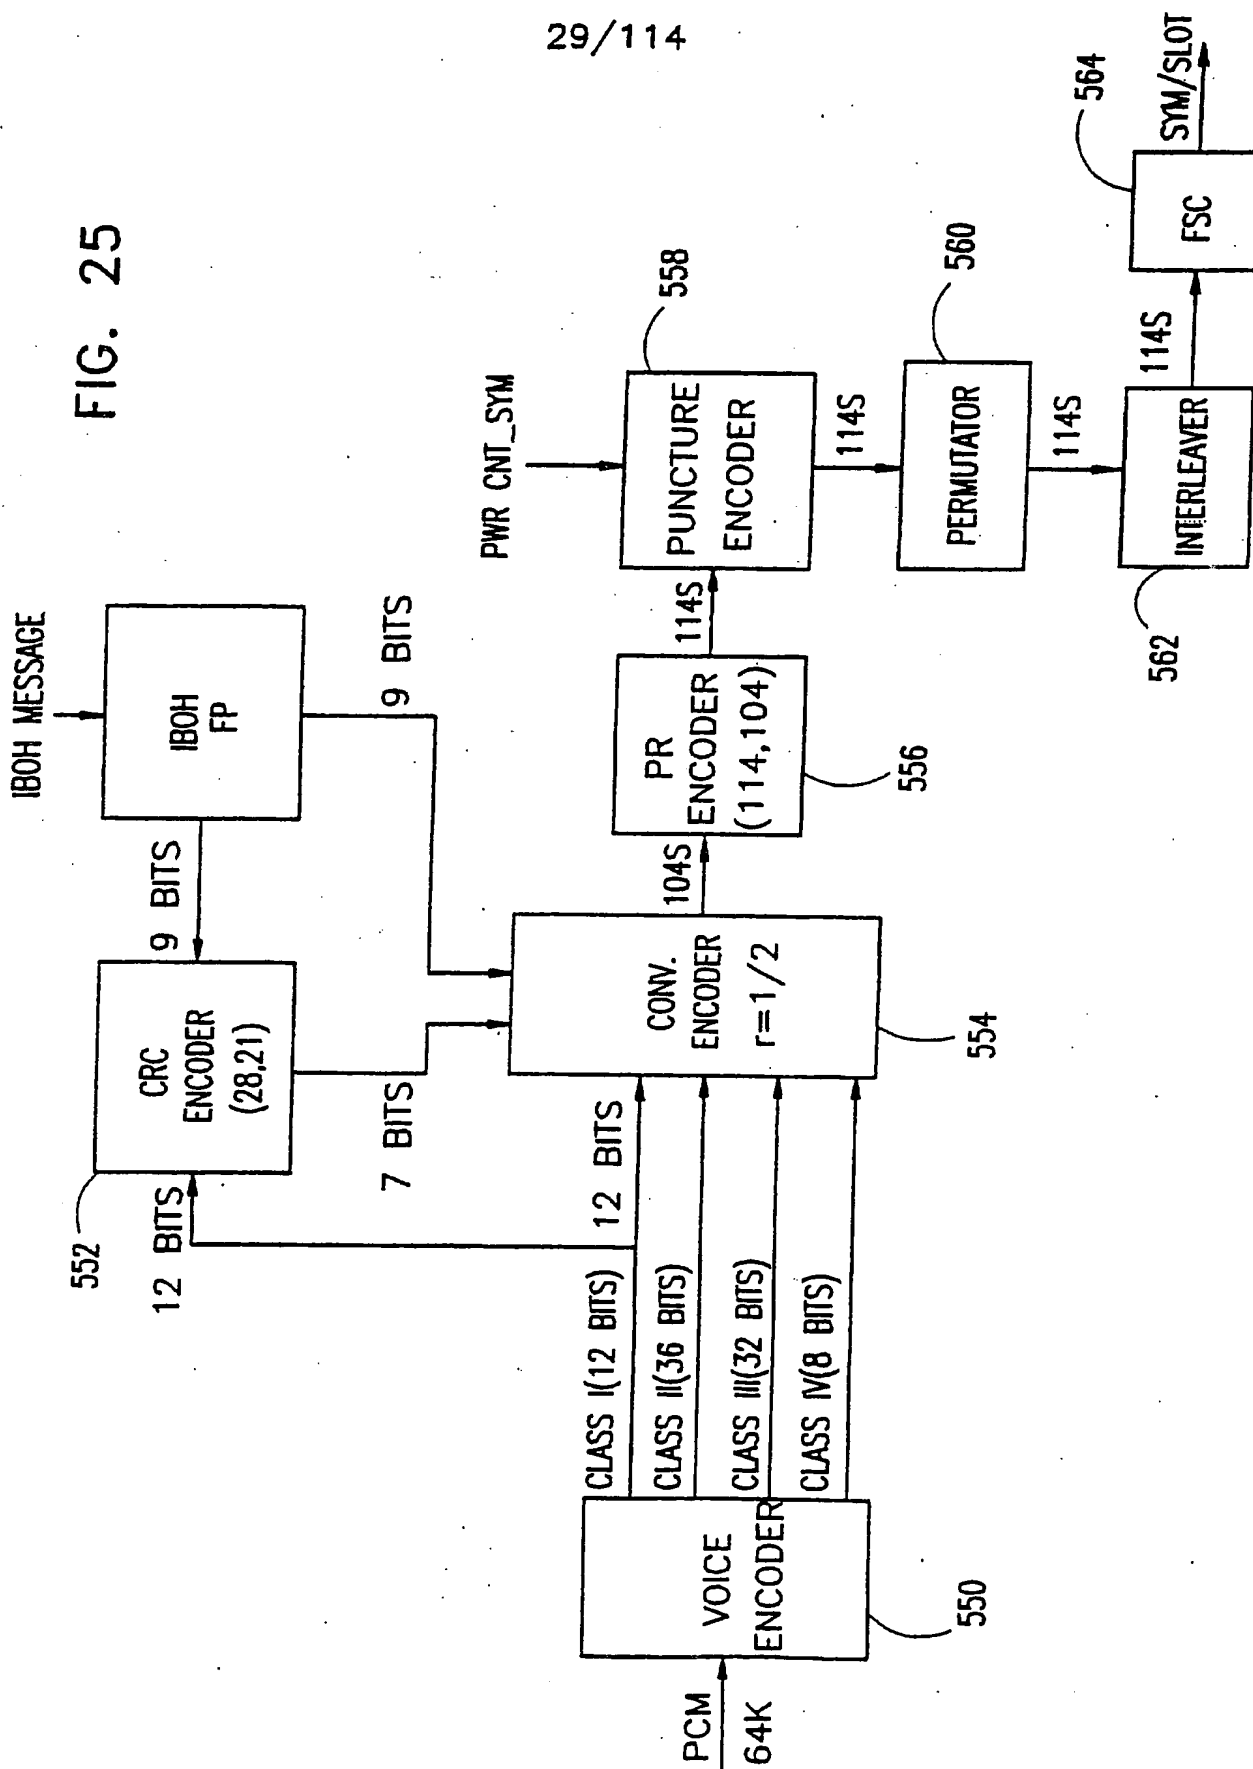 29/114
FIG. 25
IBOH MESSAGE
IBOH
FP
9 BITS
9 BITS
CRC
ENCODER
(28,21)
552
12 BITS
7 BITS
PCM
64K
VOICE
ENCODER
550
CLASS I(12 BITS)
CLASS II(36 BITS)
CLASS III(32 BITS)
CLASS IV(8 BITS)
12 BITS
CONV.
ENCODER
r=1/2
554
104S
PR
ENCODER
(114,104)
556
114S
PWR CNT_SYM
PUNCTURE
ENCODER
558
114S
PERMUTATOR
560
114S
INTERLEAVER
562
114S
FSC
564
SYM/SLOT